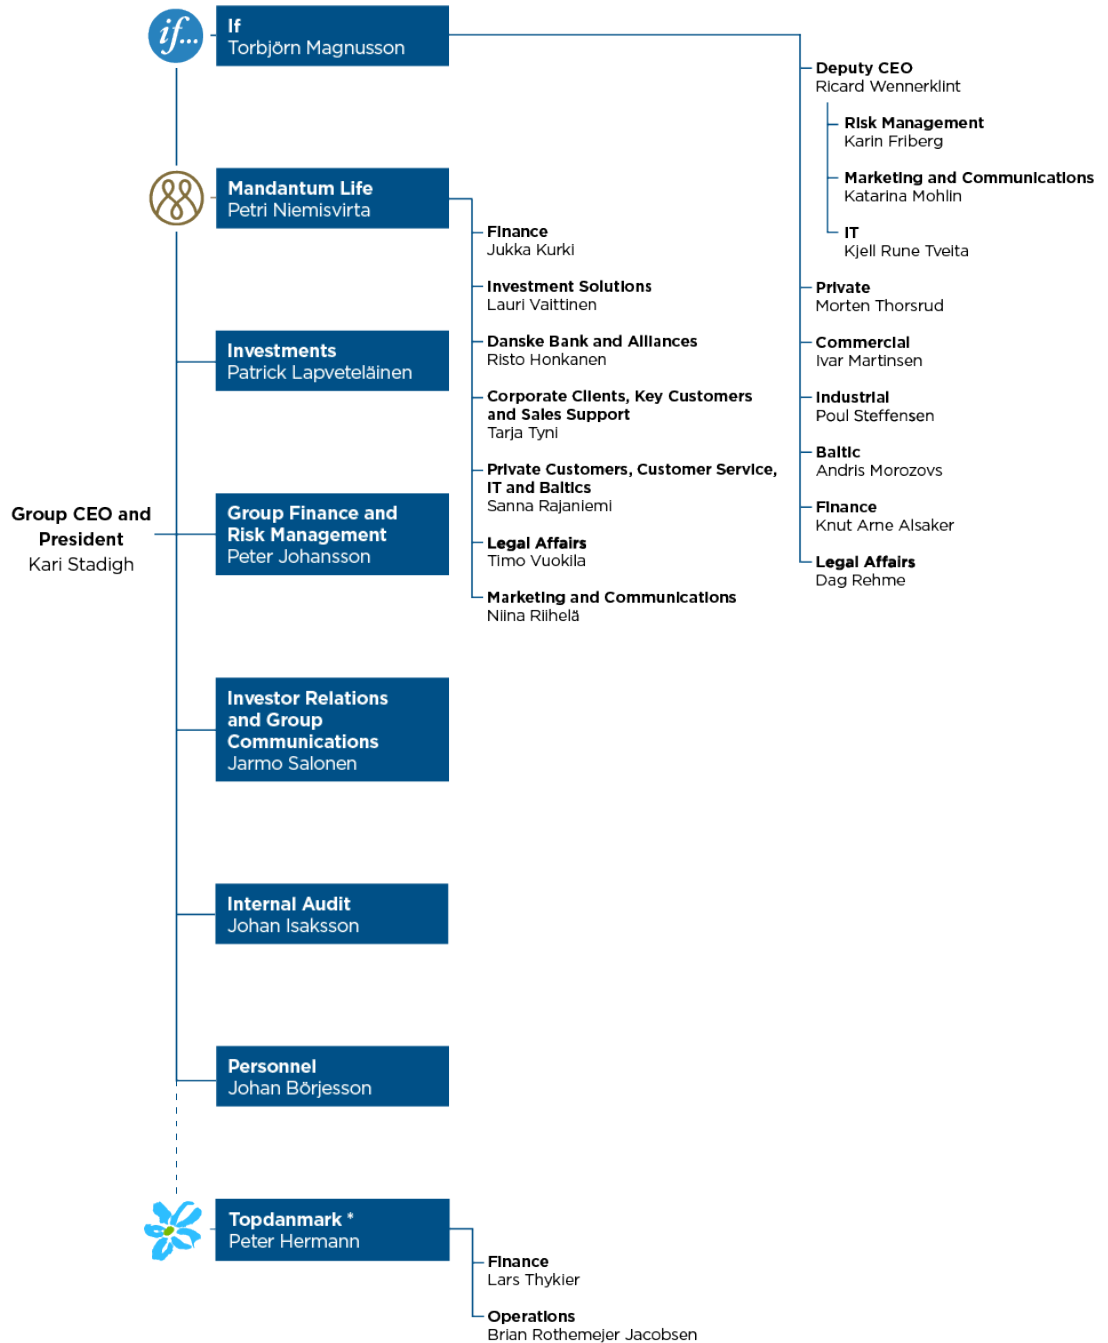 if...
If
Torbjörn Magnusson
Deputy CEO
Ricard Wennerklint
Risk Management
Karin Friberg
Marketing and Communications
Katarina Mohlin
IT
Kjell Rune Tveita
Private
Morten Thorsrud
Commercial
Ivar Martinsen
Industrial
Poul Steffensen
Baltic
Andris Morozovs
Finance
Knut Arne Alsaker
Legal Affairs
Dag Rehme
Mandantum Life
Petri Niemisvirta
Finance
Jukka Kurki
Investment Solutions
Lauri Vaittinen
Danske Bank and Alliances
Risto Honkanen
Corporate Clients, Key Customers
and Sales Support
Tarja Tyni
Private Customers, Customer Service,
IT and Baltics
Sanna Rajaniemi
Legal Affairs
Timo Vuokila
Marketing and Communications
Niina Riihelä
Investments
Patrick Lapveteläinen
Group CEO and
President
Kari Stadigh
Group Finance and
Risk Management
Peter Johansson
Investor Relations
and Group
Communications
Jarmo Salonen
Internal Audit
Johan Isaksson
Personnel
Johan Börjesson
Topdanmark *
Peter Hermann
Finance
Lars Thykier
Operations
Brian Rothemejer Jacobsen